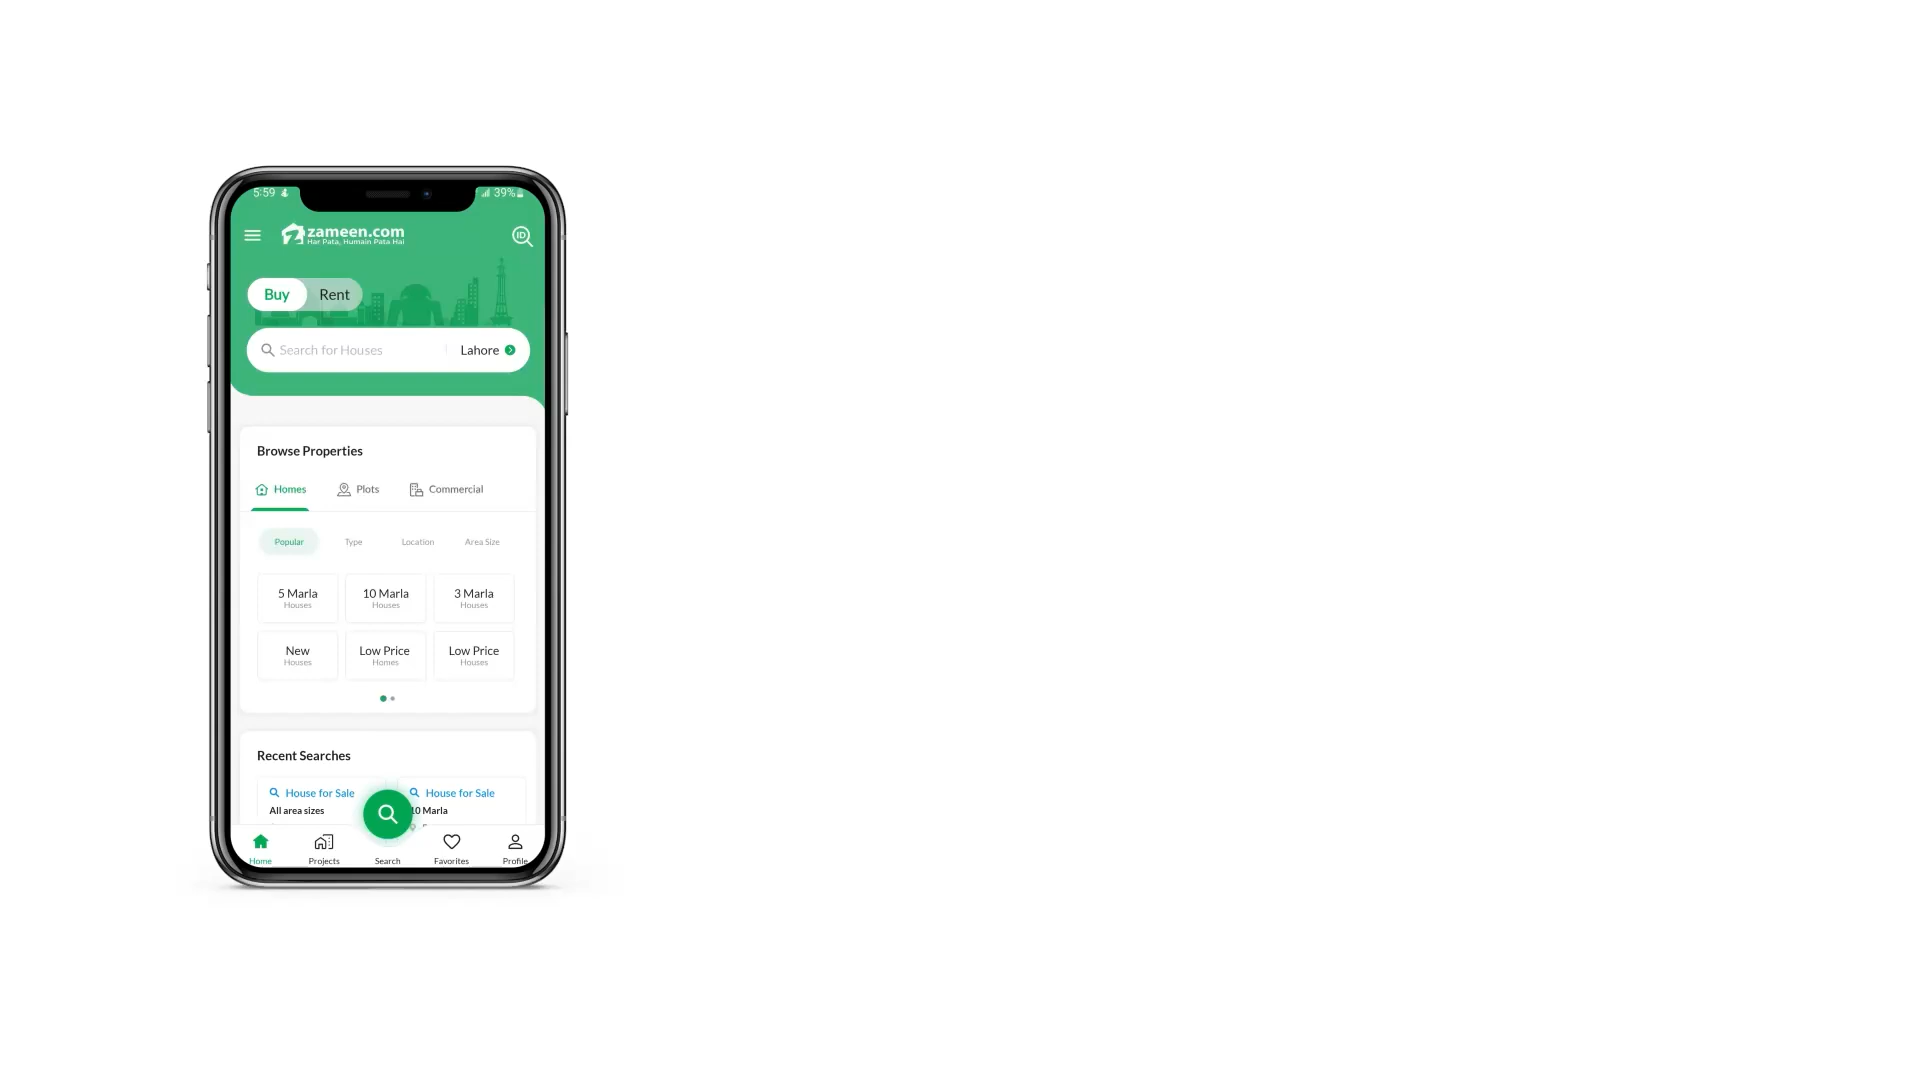 5:59 39%
zameen.com
Har Pata, Humain Pata Hai
ID
Buy Rent
Search for Houses Lahore
Browse Properties
Homes Plots Commercial
Popular Type Location Area Size
5 Marla 10 Marla 3 Marla
Houses Houses Houses
New Low Price Low Price
Houses Homes Houses
Recent Searches
House for Sale House for Sale
All area sizes 10 Marla
Home Projects Search Favorites Profile